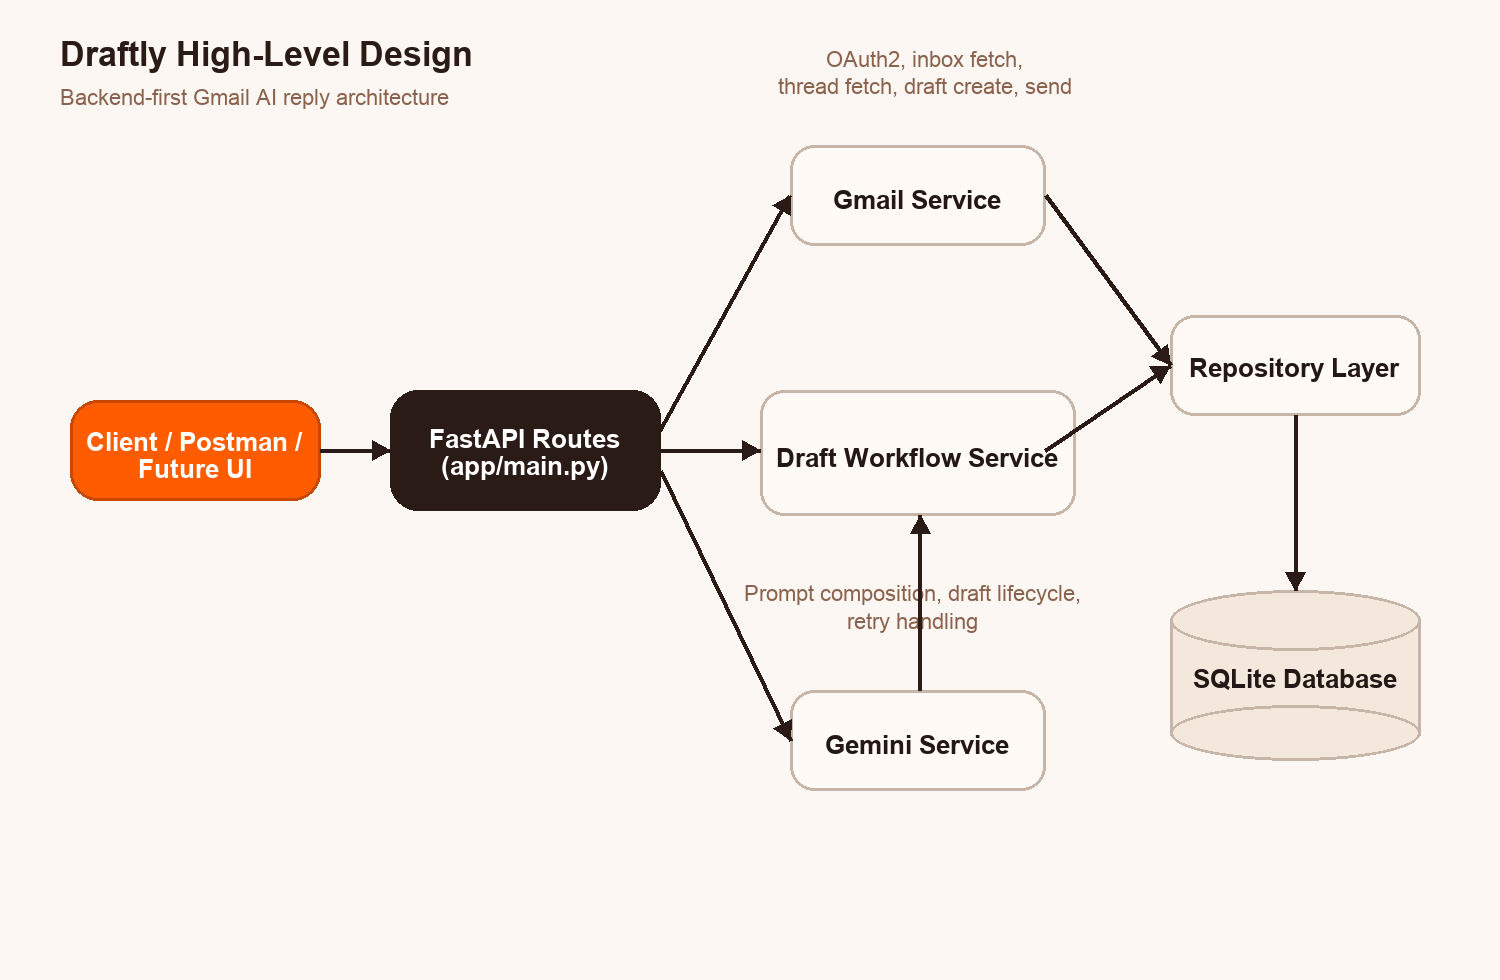 Draftly High-Level Design
Backend-first Gmail AI reply architecture
OAuth2, inbox fetch,
thread fetch, draft create, send
Gmail Service
Repository Layer
Client / Postman /
Future UI
FastAPI Routes
(app/main.py)
Draft Workflow Service
Prompt composition, draft lifecycle,
retry handling
SQLite Database
Gemini Service